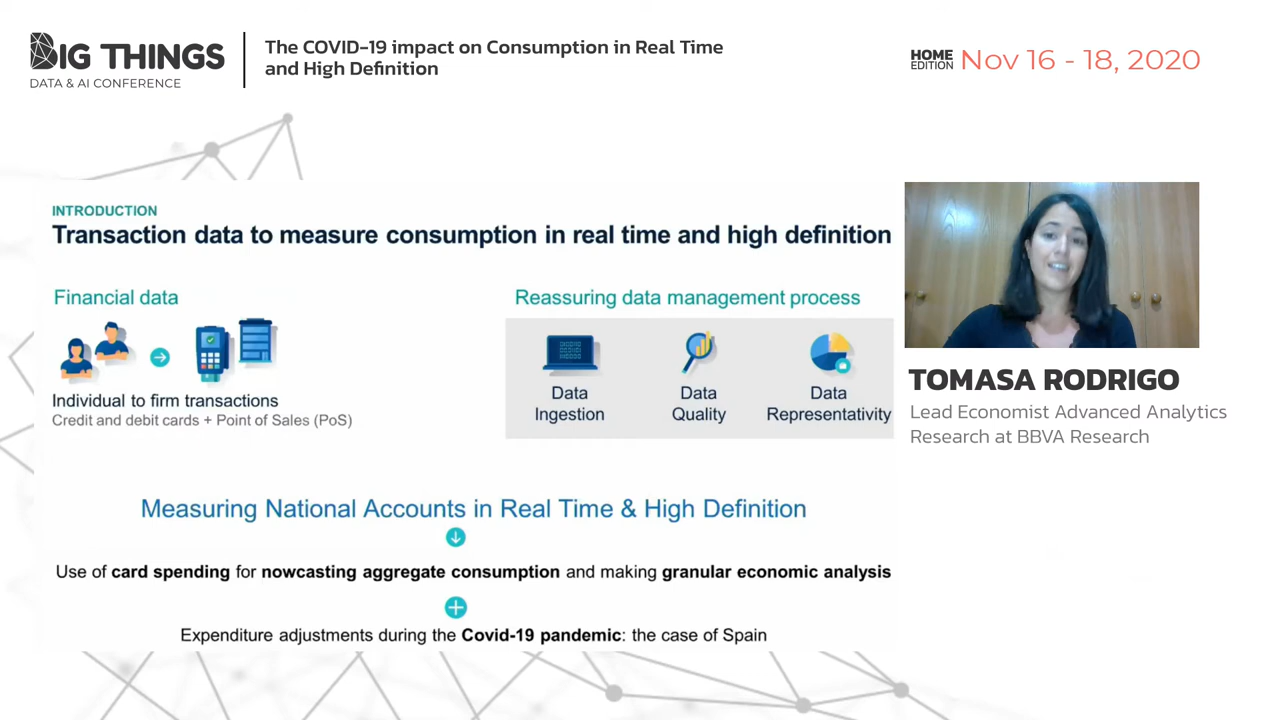 BIG THINGS
DATA & AI CONFERENCE
The COVID-19 impact on Consumption in Real Time
and High Definition
HOME
EDITION
Nov 16 - 18, 2020
INTRODUCTION
Transaction data to measure consumption in real time and high definition
Financial data
Individual to firm transactions
Credit and debit cards + Point of Sales (PoS)
Reassuring data management process
Data
Ingestion
Data
Quality
Data
Representativity
Measuring National Accounts in Real Time & High Definition
Use of card spending for nowcasting aggregate consumption and making granular economic analysis
Expenditure adjustments during the Covid-19 pandemic: the case of Spain
TOMASA RODRIGO
Lead Economist Advanced Analytics
Research at BBVA Research